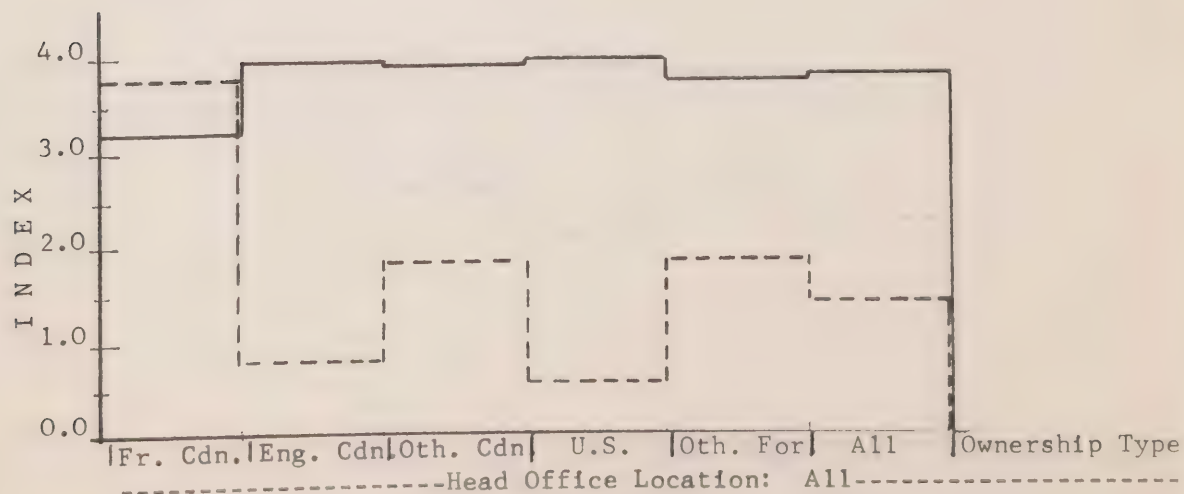 4.0
3.0
2.0
1.0
0.0
INDEX
Fr. Cdn. Eng. Cdn Oth. Cdn U.S. Oth. For All Ownership Type
Head Office Location: All